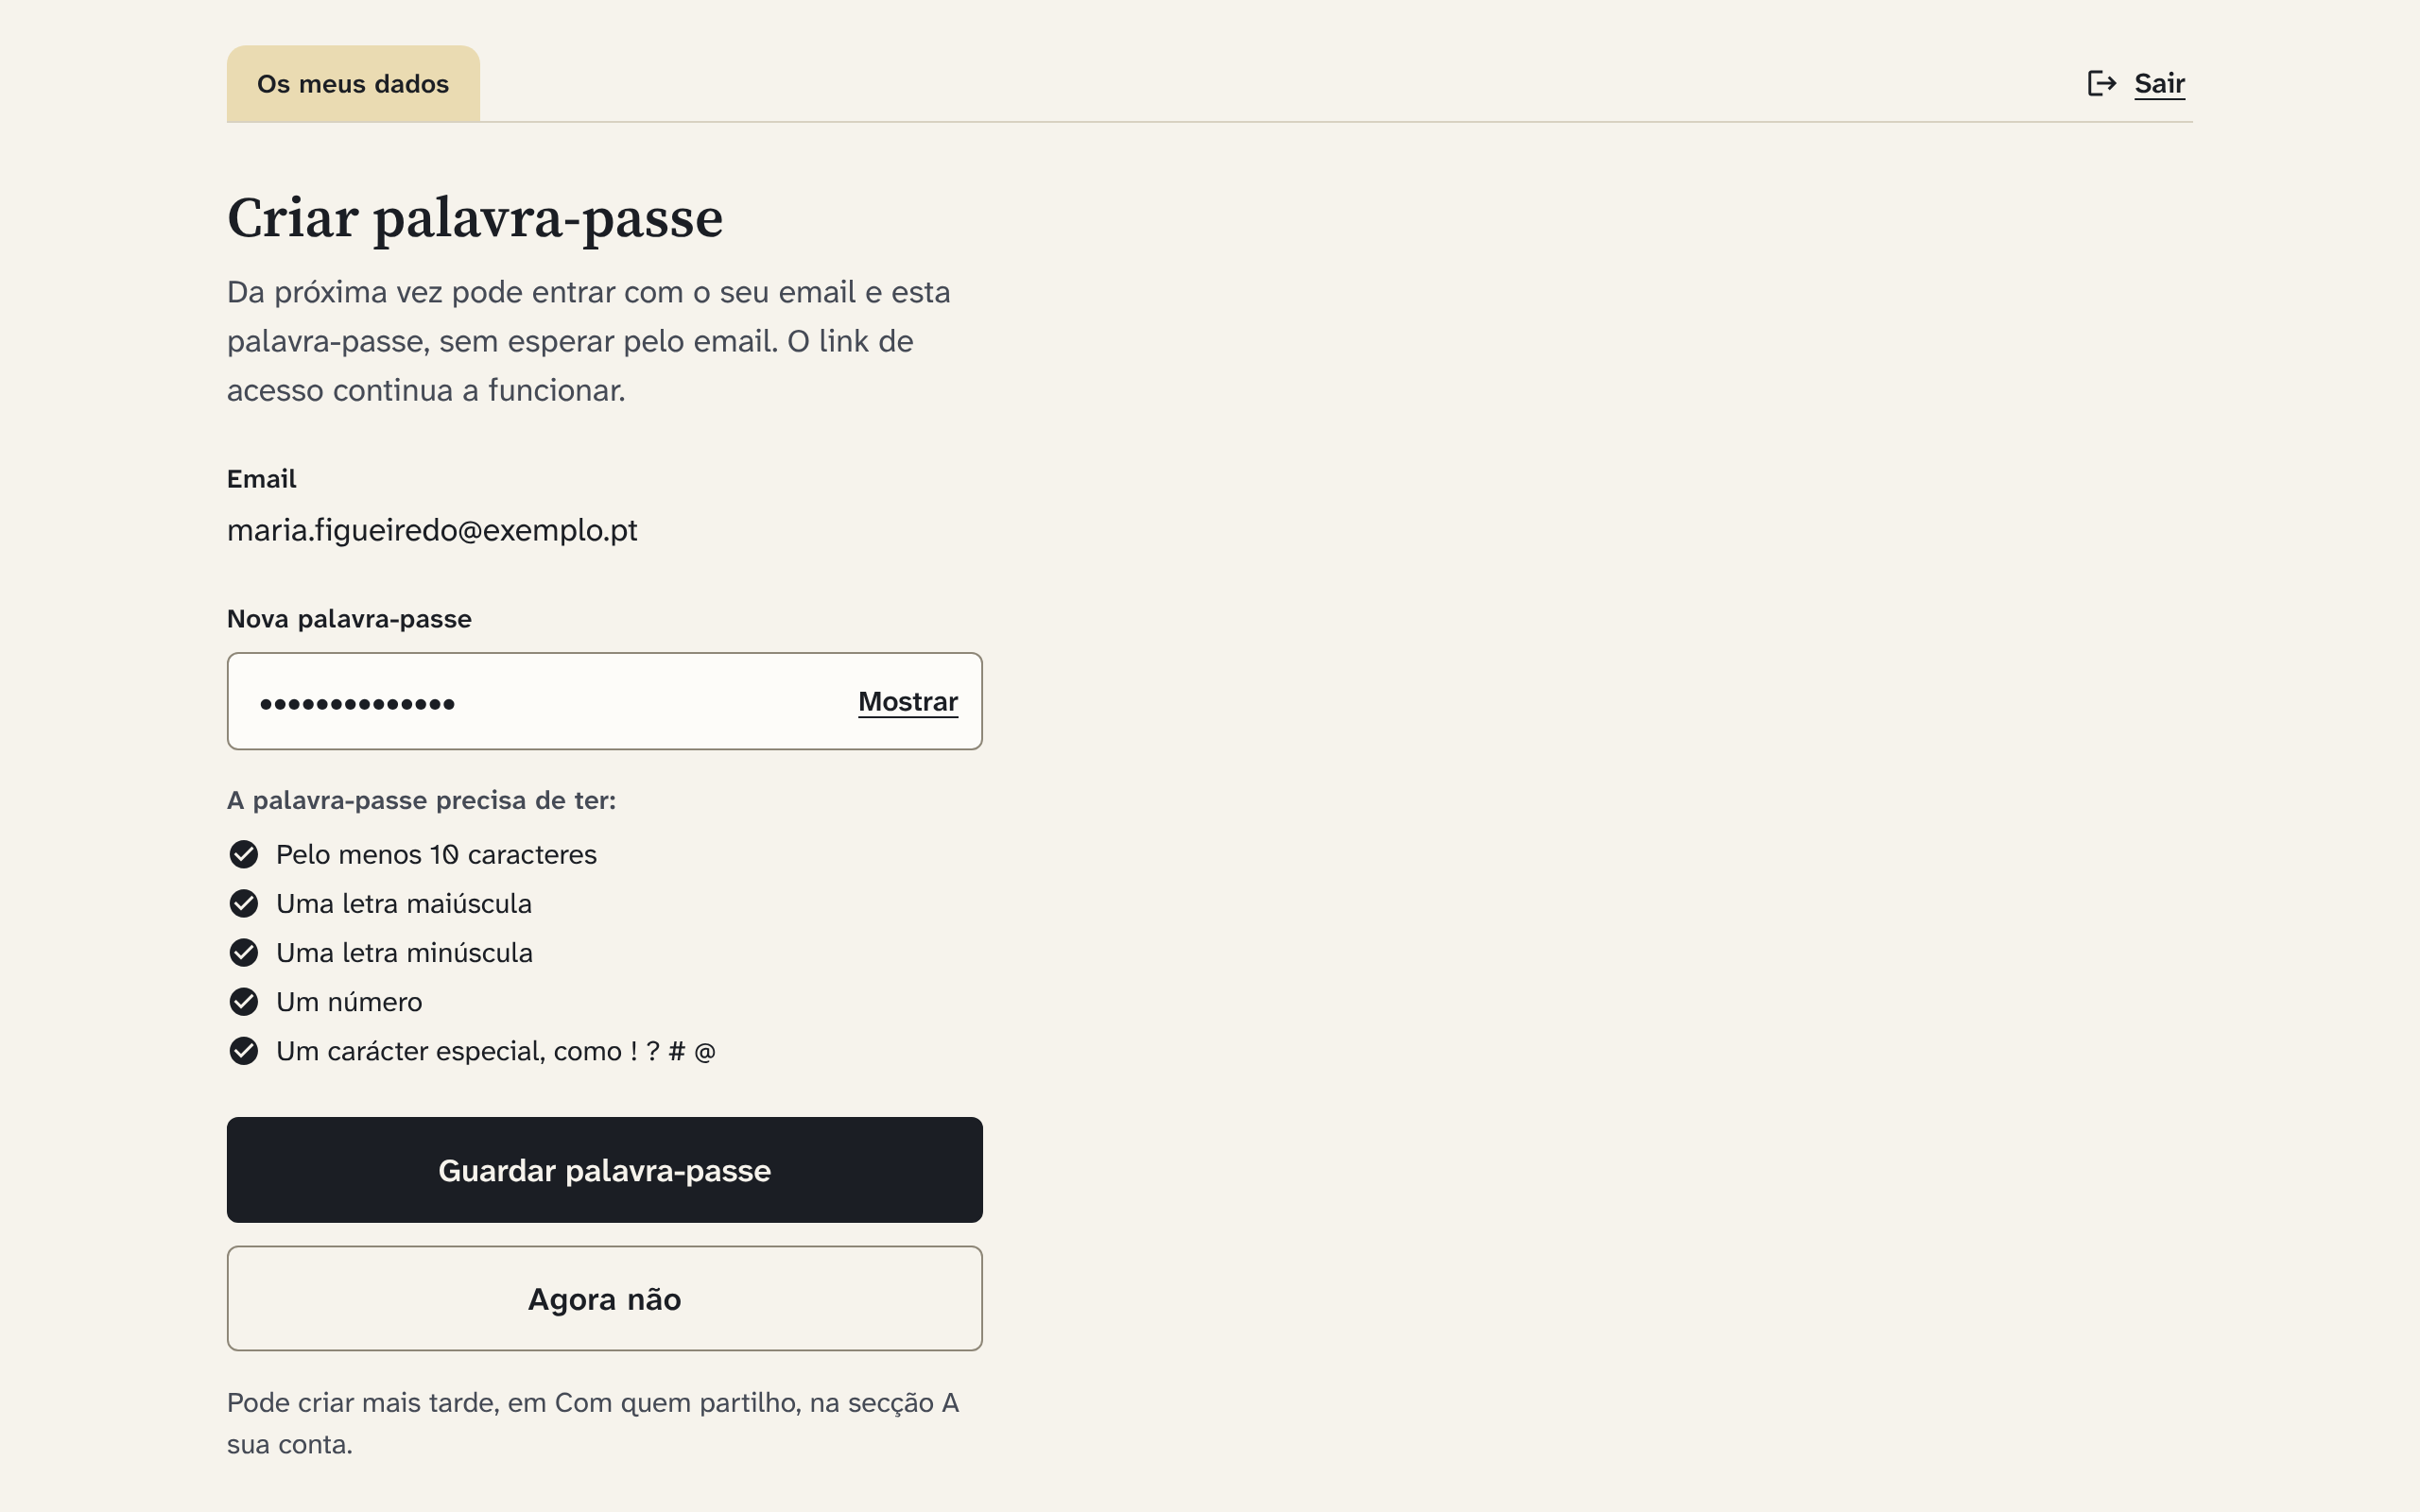 Os meus dados
Sair
Criar palavra-passe
Da próxima vez pode entrar com o seu email e esta
palavra-passe, sem esperar pelo email. O link de
acesso continua a funcionar.
Email
maria.figueiredo@exemplo.pt
Nova palavra-passe
••••••••••••••
Mostrar
A palavra-passe precisa de ter:
Pelo menos 10 caracteres
Uma letra maiúscula
Uma letra minúscula
Um número
Um carácter especial, como ! ? # @
Guardar palavra-passe
Agora não
Pode criar mais tarde, em Com quem partilho, na secção A
sua conta.